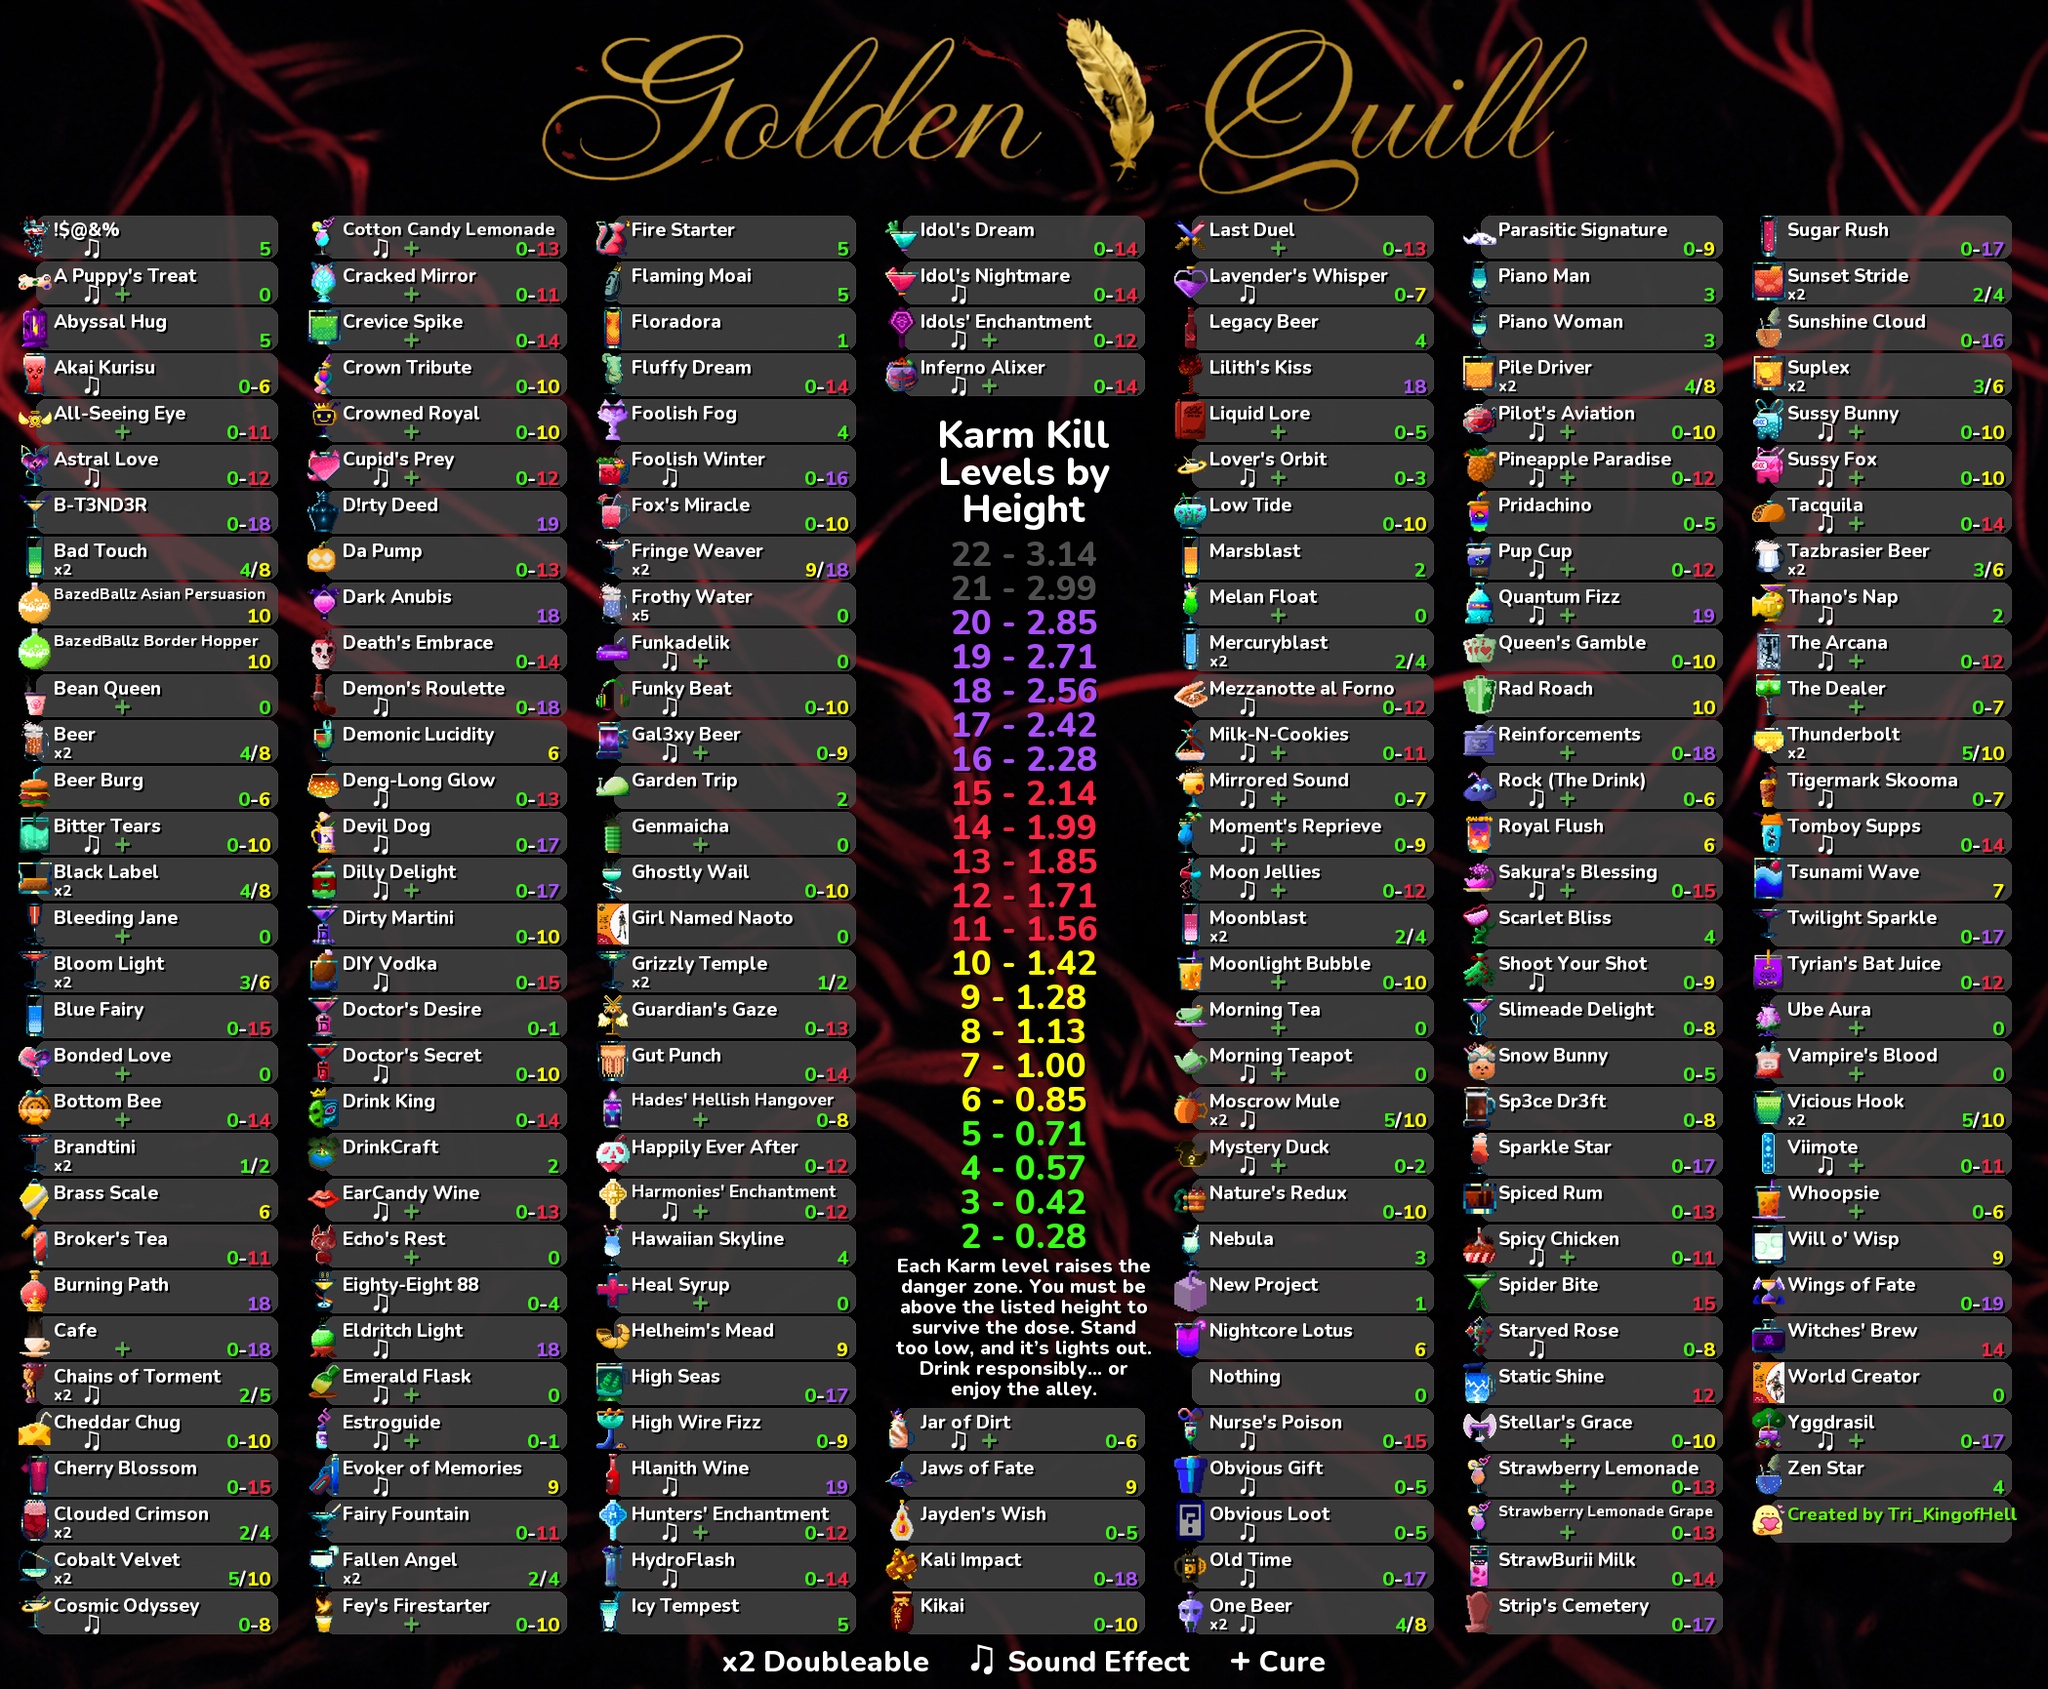 Golden Quill
!$@&%
♫ 5
A Puppy's Treat
♫ + 0
Abyssal Hug
5
Akai Kurisu
♫ 0-6
All-Seeing Eye
+ 0-11
Astral Love
♫ 0-12
B-T3ND3R
0-18
Bad Touch
x2 4/8
BazedBallz Asian Persuasion
10
BazedBallz Border Hopper
10
Bean Queen
+ 0
Beer
x2 4/8
Beer Burg
0-6
Bitter Tears
♫ + 0-10
Black Label
x2 4/8
Bleeding Jane
+ 0
Bloom Light
x2 3/6
Blue Fairy
0-15
Bonded Love
+ 0
Bottom Bee
+ 0-14
Brandtini
x2 1/2
Brass Scale
6
Broker's Tea
0-11
Burning Path
18
Cafe
+ 0-18
Chains of Torment
x2 ♫ 2/5
Cheddar Chug
♫ 0-10
Cherry Blossom
0-15
Clouded Crimson
x2 2/4
Cobalt Velvet
x2 5/10
Cosmic Odyssey
♫ 0-8
Cotton Candy Lemonade
♫ + 0-13
Cracked Mirror
+ 0-11
Crevice Spike
+ 0-14
Crown Tribute
0-10
Crowned Royal
+ 0-10
Cupid's Prey
♫ + 0-12
D!rty Deed
19
Da Pump
0-13
Dark Anubis
18
Death's Embrace
0-14
Demon's Roulette
♫ 0-18
Demonic Lucidity
6
Deng-Long Glow
♫ 0-13
Devil Dog
♫ 0-17
Dilly Delight
♫ + 0-17
Dirty Martini
0-10
DIY Vodka
♫ 0-15
Doctor's Desire
0-1
Doctor's Secret
♫ 0-10
Drink King
0-14
DrinkCraft
2
EarCandy Wine
♫ + 0-13
Echo's Rest
+ 0
Eighty-Eight 88
♫ 0-4
Eldritch Light
♫ 18
Emerald Flask
♫ + 0
Estroguide
♫ + 0-1
Evoker of Memories
♫ 9
Fairy Fountain
0-11
Fallen Angel
x2 2/4
Fey's Firestarter
+ 0-10
Fire Starter
5
Flaming Moai
5
Floradora
1
Fluffy Dream
0-14
Foolish Fog
4
Foolish Winter
♫ 0-16
Fox's Miracle
0-10
Fringe Weaver
x2 9/18
Frothy Water
x5 0
Funkadelik
♫ + 0
Funky Beat
♫ 0-10
Gal3xy Beer
♫ + 0-9
Garden Trip
2
Genmaicha
+ 0
Ghostly Wail
0-10
Girl Named Naoto
0
Grizzly Temple
x2 1/2
Guardian's Gaze
0-13
Gut Punch
0-14
Hades' Hellish Hangover
+ 0-8
Happily Ever After
0-12
Harmonies' Enchantment
♫ + 0-12
Hawaiian Skyline
4
Heal Syrup
+ 0
Helheim's Mead
9
High Seas
0-17
High Wire Fizz
0-9
Hlanith Wine
19
Hunters' Enchantment
♫ + 0-12
HydroFlash
♫ 0-14
Icy Tempest
5
Idol's Dream
0-14
Idol's Nightmare
♫ 0-14
Idols' Enchantment
♫ + 0-12
Inferno Alixer
♫ + 0-14
Karm Kill
Levels by
Height
22 - 3.14
21 - 2.99
20 - 2.85
19 - 2.71
18 - 2.56
17 - 2.42
16 - 2.28
15 - 2.14
14 - 1.99
13 - 1.85
12 - 1.71
11 - 1.56
10 - 1.42
9 - 1.28
8 - 1.13
7 - 1.00
6 - 0.85
5 - 0.71
4 - 0.57
3 - 0.42
2 - 0.28
Each Karm level raises the
danger zone. You must be
above the listed height to
survive the dose. Stand
too low, and it's lights out.
Drink responsibly... or
enjoy the alley.
Jar of Dirt
♫ + 0-6
Jaws of Fate
9
Jayden's Wish
0-5
Kali Impact
0-18
Kikai
0-10
Last Duel
+ 0-13
Lavender's Whisper
♫ 0-7
Legacy Beer
4
Lilith's Kiss
18
Liquid Lore
+ 0-5
Lover's Orbit
♫ + 0-3
Low Tide
0-10
Marsblast
2
Melan Float
+ 0
Mercuryblast
x2 2/4
Mezzanotte al Forno
♫ 0-12
Milk-N-Cookies
♫ + 0-11
Mirrored Sound
♫ + 0-7
Moment's Reprieve
♫ + 0-9
Moon Jellies
♫ + 0-12
Moonblast
x2 2/4
Moonlight Bubble
+ 0-10
Morning Tea
+ 0
Morning Teapot
♫ + 0
Moscrow Mule
x2 ♫ 5/10
Mystery Duck
♫ + 0-2
Nature's Redux
0-10
Nebula
3
New Project
1
Nightcore Lotus
6
Nothing
0
Nurse's Poison
♫ 0-15
Obvious Gift
♫ 0-5
Obvious Loot
♫ 0-5
Old Time
♫ 0-17
One Beer
x2 ♫ 4/8
Parasitic Signature
0-9
Piano Man
3
Piano Woman
3
Pile Driver
x2 4/8
Pilot's Aviation
♫ + 0-10
Pineapple Paradise
♫ + 0-12
Pridachino
0-5
Pup Cup
♫ + 0-12
Quantum Fizz
♫ + 19
Queen's Gamble
0-10
Rad Roach
10
Reinforcements
+ 0-18
Rock (The Drink)
♫ + 0-6
Royal Flush
6
Sakura's Blessing
♫ + 0-15
Scarlet Bliss
4
Shoot Your Shot
♫ 0-9
Slimeade Delight
0-8
Snow Bunny
0-5
Sp3ce Dr3ft
0-8
Sparkle Star
0-17
Spiced Rum
0-13
Spicy Chicken
♫ + 0-11
Spider Bite
15
Starved Rose
♫ 0-8
Static Shine
12
Stellar's Grace
+ 0-10
Strawberry Lemonade
+ 0-13
Strawberry Lemonade Grape
+ 0-13
StrawBurii Milk
0-14
Strip's Cemetery
0-17
Sugar Rush
0-17
Sunset Stride
x2 2/4
Sunshine Cloud
0-16
Suplex
x2 3/6
Sussy Bunny
♫ + 0-10
Sussy Fox
♫ + 0-10
Tacquila
♫ + 0-14
Tazbrasier Beer
x2 3/6
Thano's Nap
♫ 2
The Arcana
♫ + 0-12
The Dealer
+ 0-7
Thunderbolt
x2 5/10
Tigermark Skooma
♫ 0-7
Tomboy Supps
♫ 0-14
Tsunami Wave
7
Twilight Sparkle
0-17
Tyrian's Bat Juice
0-12
Ube Aura
+ 0
Vampire's Blood
+ 0
Vicious Hook
x2 5/10
Viimote
♫ + 0-11
Whoopsie
+ 0-6
Will o' Wisp
9
Wings of Fate
0-19
Witches' Brew
14
World Creator
0
Yggdrasil
♫ + 0-17
Zen Star
4
Created by Tri_KingofHell
x2 Doubleable ♫ Sound Effect + Cure